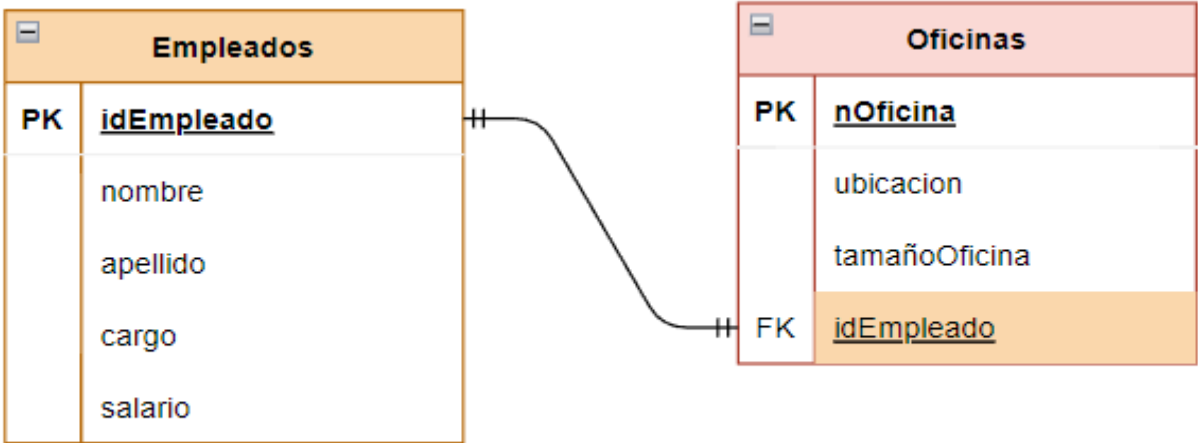 Empleados
PK idEmpleado
nombre
apellido
cargo
salario
Oficinas
PK nOficina
ubicacion
tamañoOficina
FK idEmpleado